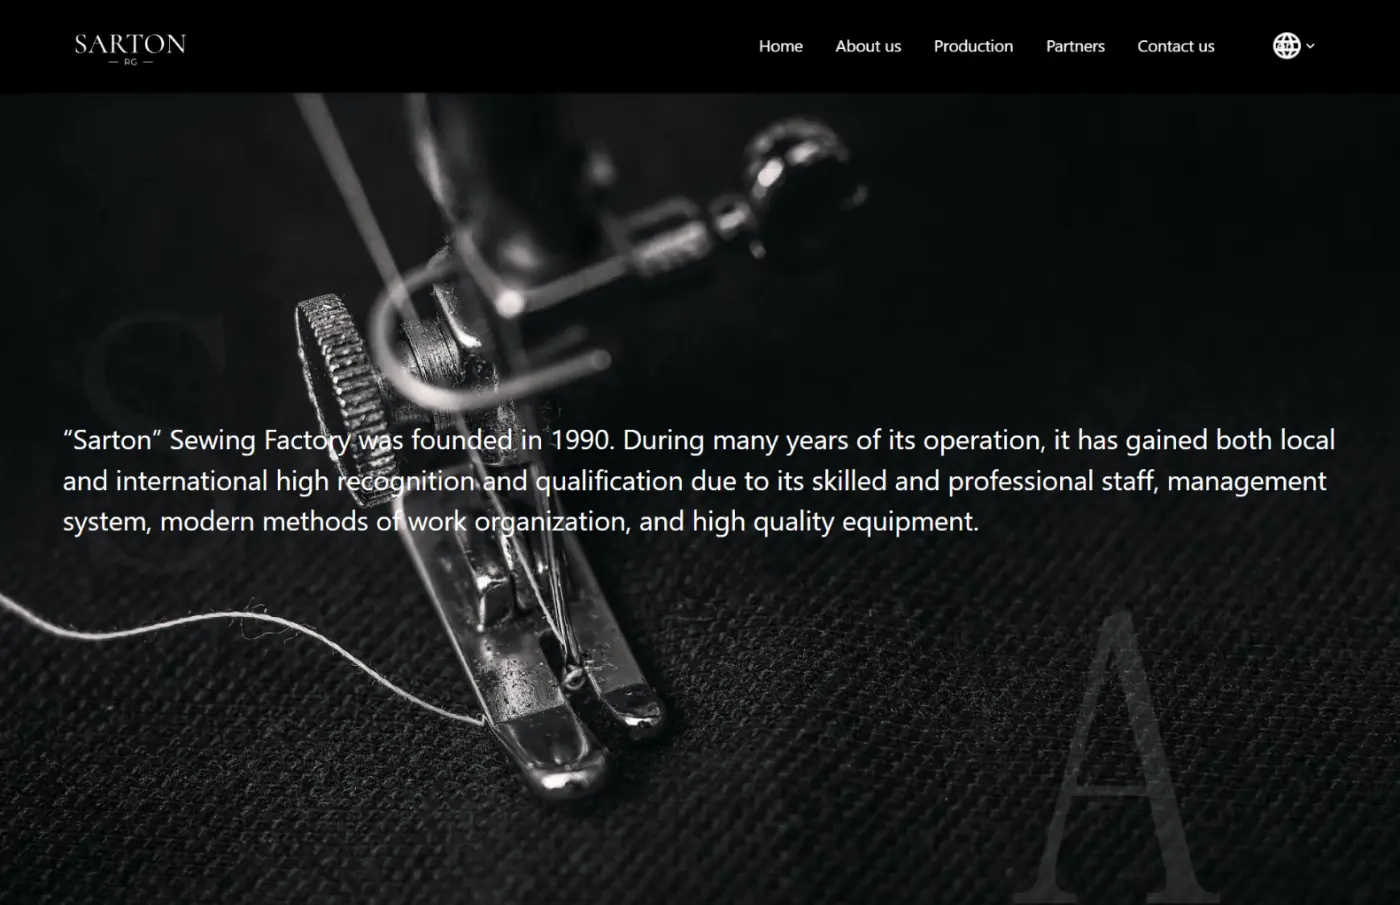 SARTON
RG
Home
About us
Production
Partners
Contact us
“Sarton” Sewing Factory was founded in 1990. During many years of its operation, it has gained both local
and international high recognition and qualification due to its skilled and professional staff, management
system, modern methods of work organization, and high quality equipment.
S
A